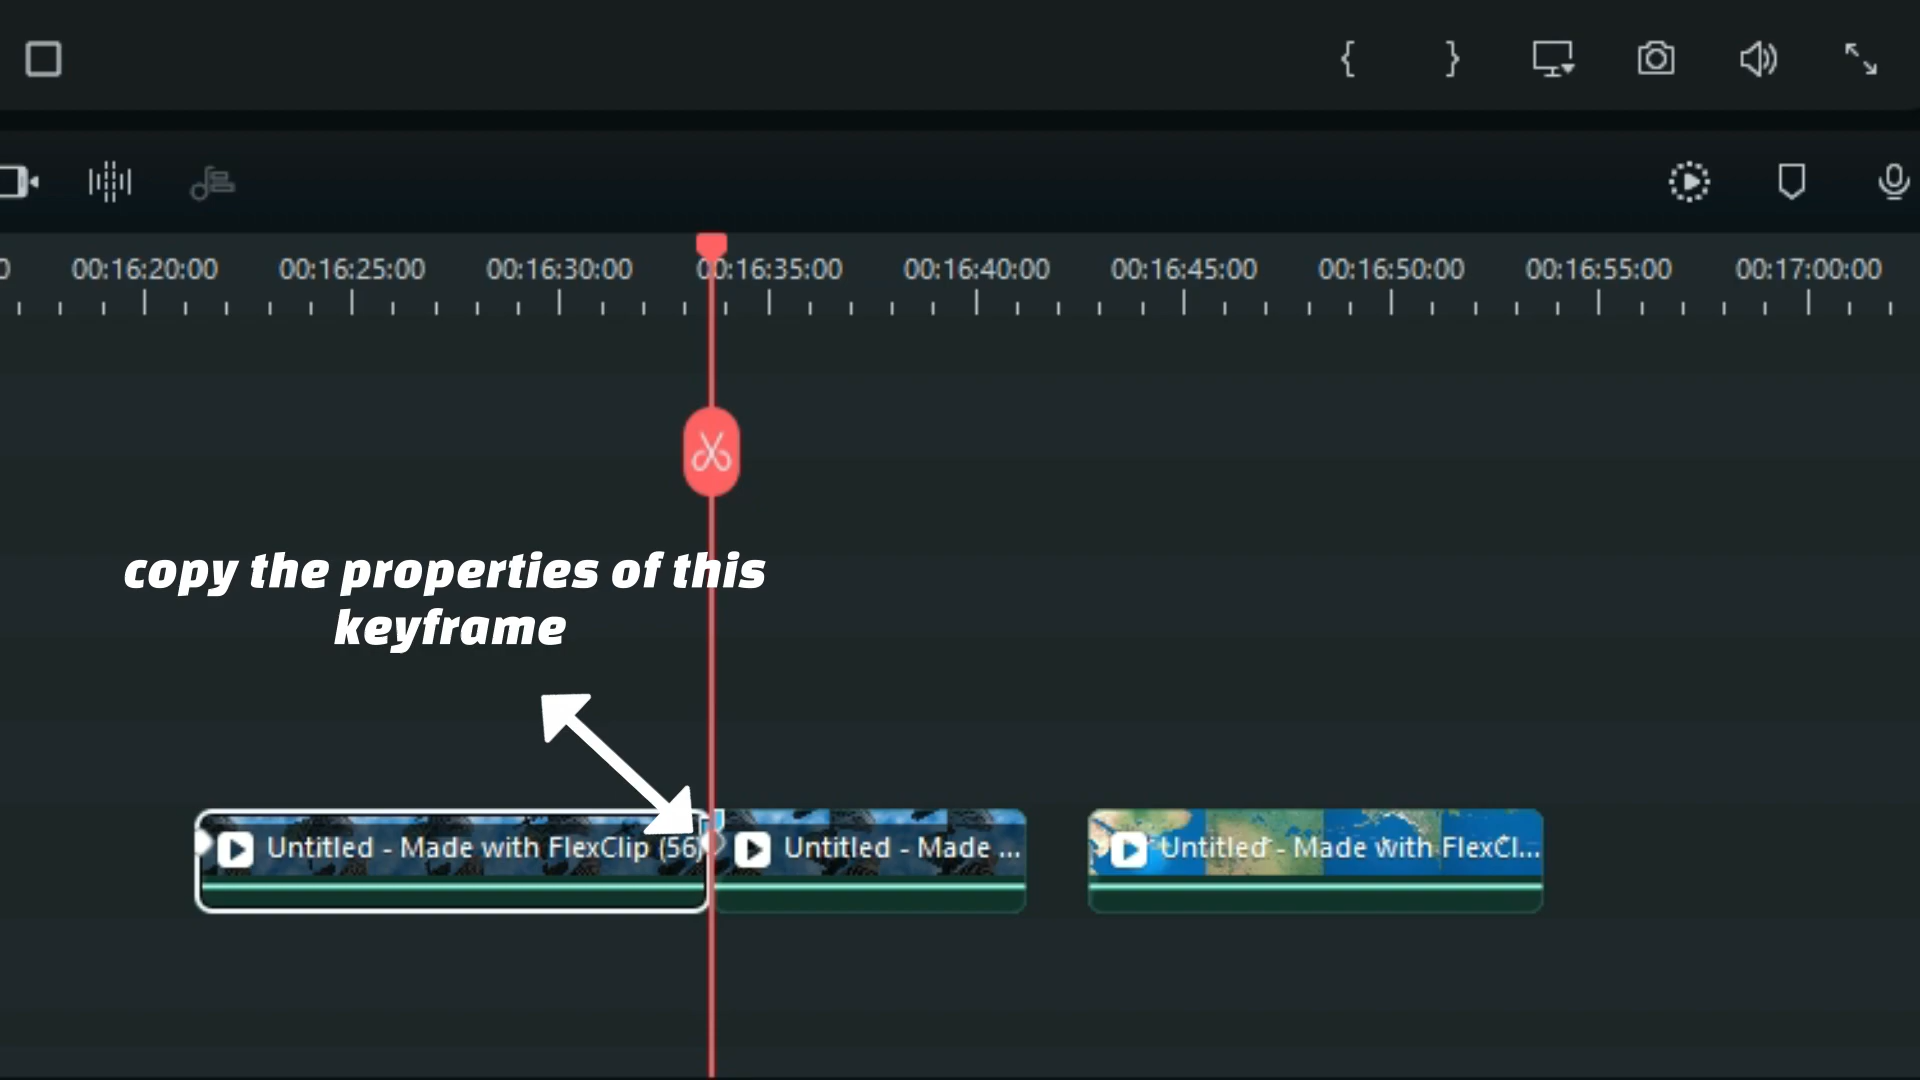 { }
0 00:16:20:00 00:16:25:00 00:16:30:00 00:16:35:00 00:16:40:00 00:16:45:00 00:16:50:00 00:16:55:00 00:17:00:00
copy the properties of this
keyframe
Untitled - Made with FlexClip (56) Untitled - Made ... Untitled - Made with FlexCl...